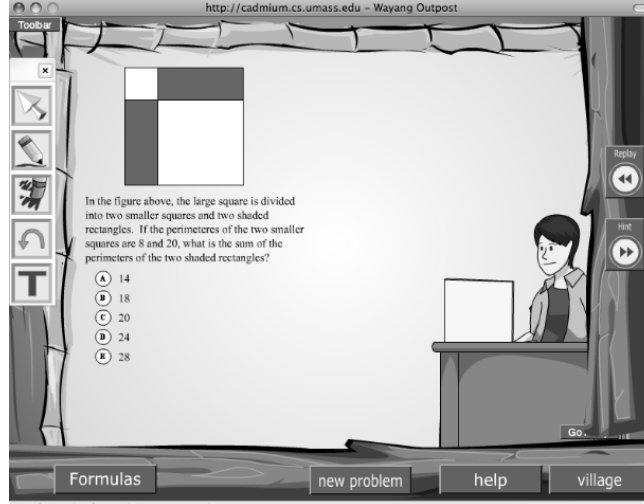 http://cadmium.cs.umass.edu – Wayang Outpost
Toolbar
In the figure above, the large square is divided
into two smaller squares and two shaded
rectangles. If the perimeteres of the two smaller
squares are 8 and 20, what is the sum of the
perimeters of the two shaded rectangles?
A 14
B 18
C 20
D 24
E 28
T
Replay
Hint
Go
Formulas
new problem
help
village